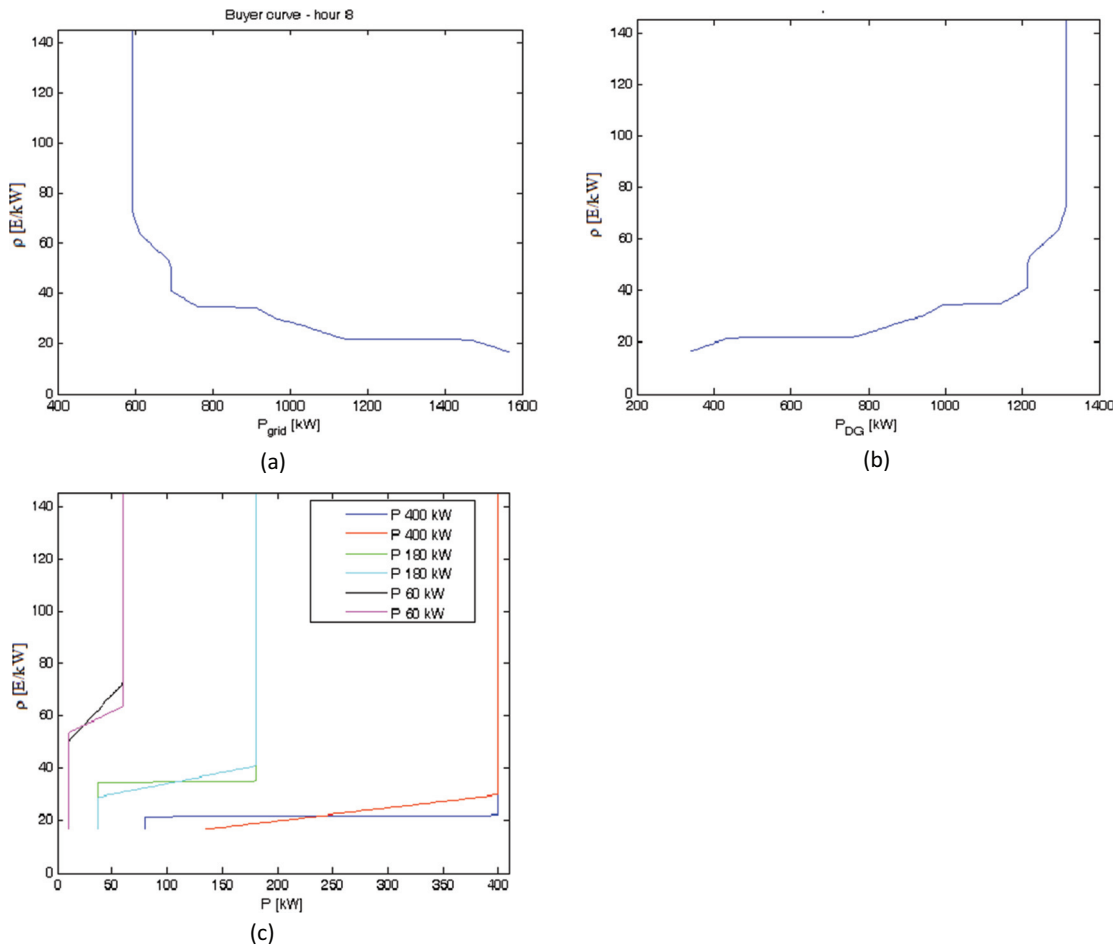 Buyer curve - hour 8
140
120
100
80
60
40
20
0
ρ [E/kW]
400
600
800
1000
1200
1400
1600
P_grid [kW]
(a)
140
120
100
80
60
40
20
0
ρ [E/kW]
200
400
600
800
1000
1200
1400
P_DG [kW]
(b)
140
120
100
80
60
40
20
0
ρ [E/kW]
P 400 kW
P 400 kW
P 180 kW
P 180 kW
P 60 kW
P 60 kW
0
50
100
150
200
250
300
350
400
P [kW]
(c)